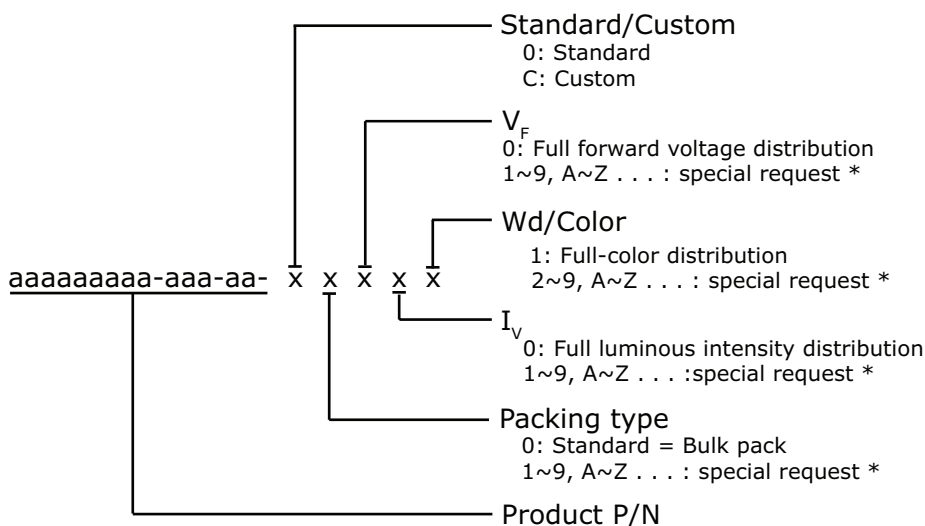 Standard/Custom
0: Standard
C: Custom
VF
0: Full forward voltage distribution
1~9, A~Z . . . : special request *
Wd/Color
1: Full-color distribution
2~9, A~Z . . . : special request *
aaaaaaaaa-aaa-aa- x x x x x
IV
0: Full luminous intensity distribution
1~9, A~Z . . . :special request *
Packing type
0: Standard = Bulk pack
1~9, A~Z . . . : special request *
Product P/N